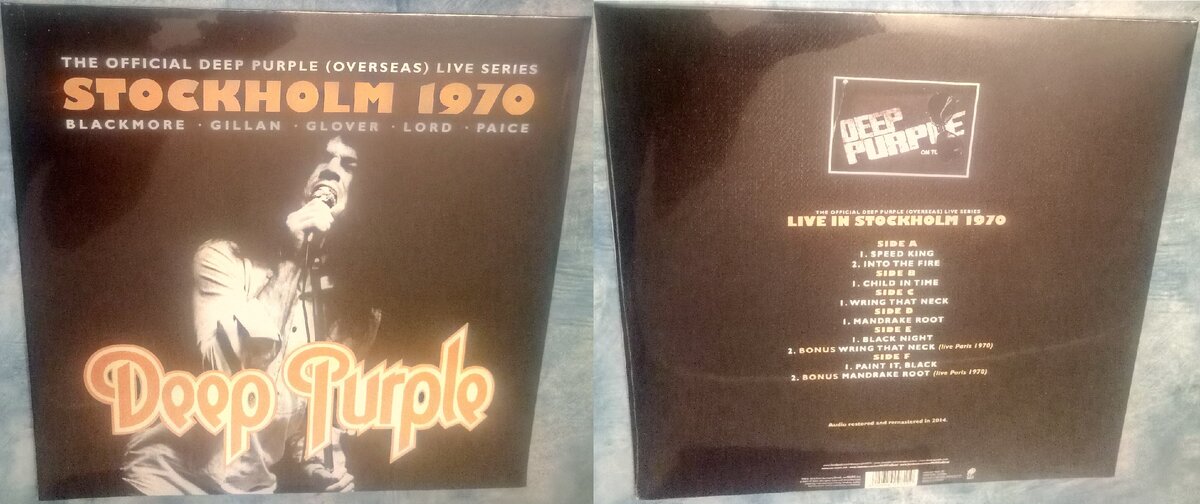 THE OFFICIAL DEEP PURPLE (OVERSEAS) LIVE SERIES
STOCKHOLM 1970
BLACKMORE · GILLAN · GLOVER · LORD · PAICE
Deep Purple
DEEP
PURPLE
THE OFFICIAL DEEP PURPLE (OVERSEAS) LIVE SERIES
LIVE IN STOCKHOLM 1970
SIDE A
1. SPEED KING
2. INTO THE FIRE
SIDE B
1. CHILD IN TIME
SIDE C
1. WRING THAT NECK
SIDE D
1. MANDRAKE ROOT
SIDE E
1. BLACK NIGHT
2. BONUS WRING THAT NECK (live Paris 1970)
SIDE F
1. PAINT IT, BLACK
2. BONUS MANDRAKE ROOT (live Paris 1970)
Audio restored and remastered in 2014.